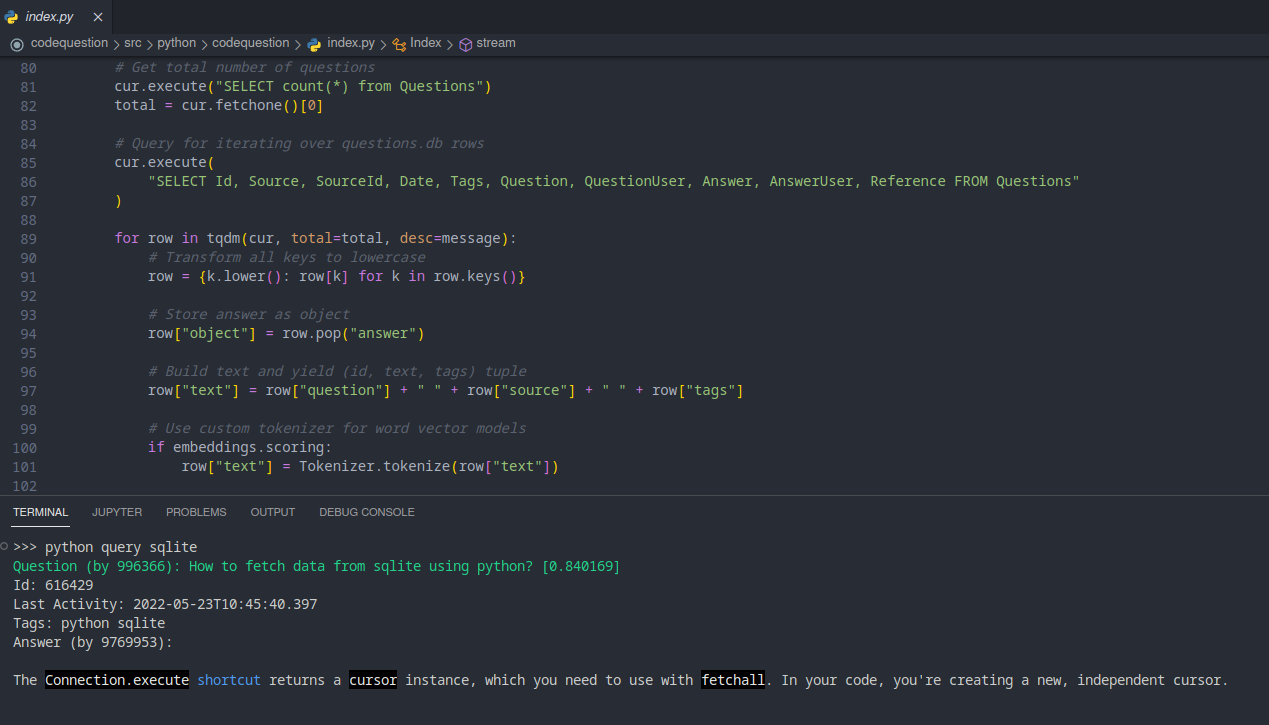 index.py ×
codequestion > src > python > codequestion > index.py > Index > stream
80 # Get total number of questions
81 cur.execute("SELECT count(*) from Questions")
82 total = cur.fetchone()[0]
83
84 # Query for iterating over questions.db rows
85 cur.execute(
86 "SELECT Id, Source, SourceId, Date, Tags, Question, QuestionUser, Answer, AnswerUser, Reference FROM Questions"
87 )
88
89 for row in tqdm(cur, total=total, desc=message):
90 # Transform all keys to lowercase
91 row = {k.lower(): row[k] for k in row.keys()}
92
93 # Store answer as object
94 row["object"] = row.pop("answer")
95
96 # Build text and yield (id, text, tags) tuple
97 row["text"] = row["question"] + " " + row["source"] + " " + row["tags"]
98
99 # Use custom tokenizer for word vector models
100 if embeddings.scoring:
101 row["text"] = Tokenizer.tokenize(row["text"])
102
TERMINAL JUPYTER PROBLEMS OUTPUT DEBUG CONSOLE
>>> python query sqlite
Question (by 996366): How to fetch data from sqlite using python? [0.840169]
Id: 616429
Last Activity: 2022-05-23T10:45:40.397
Tags: python sqlite
Answer (by 9769953):
The Connection.execute shortcut returns a cursor instance, which you need to use with fetchall. In your code, you're creating a new, independent cursor.